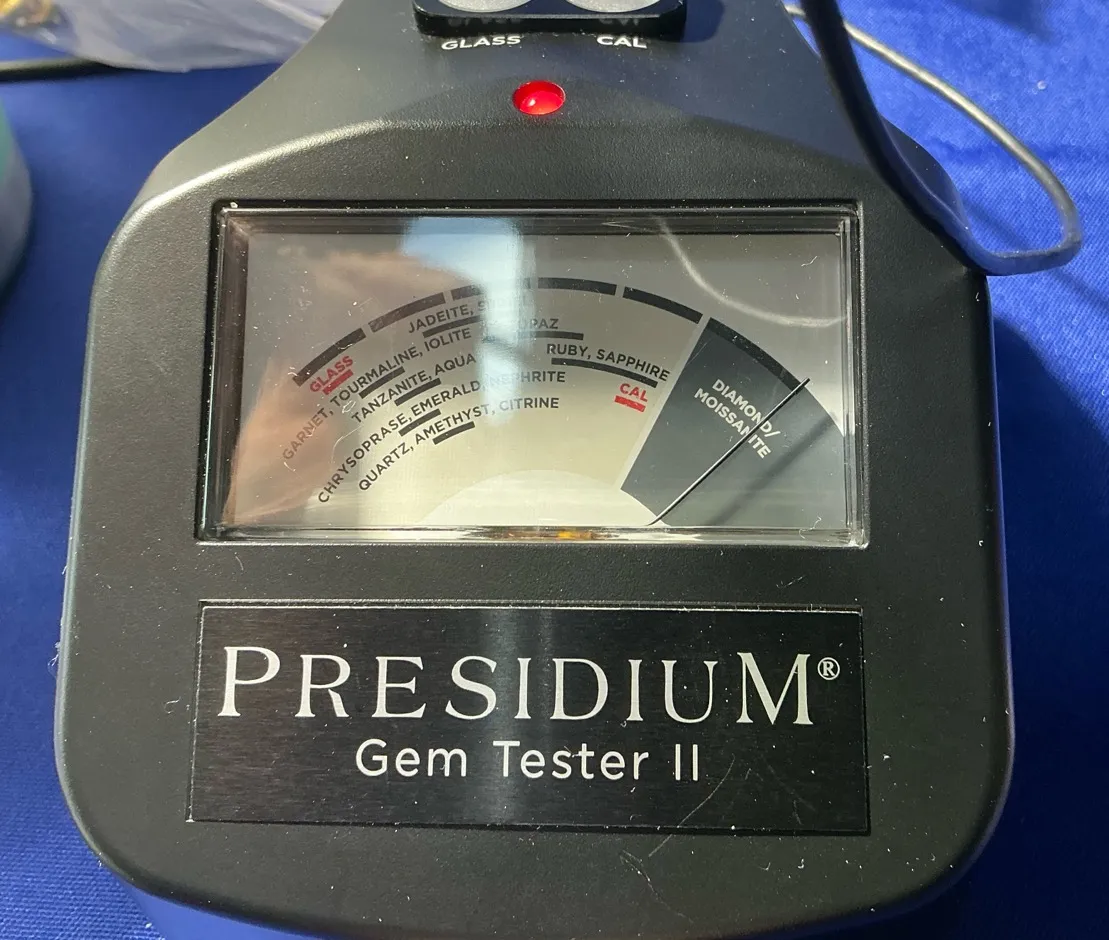 GLASS CAL
JADEITE,
TOPAZ
GLASS
GARNET, TOURMALINE, IOLITE
RUBY, SAPPHIRE
TANZANITE, AQUA
CAL
CHRYSOPRASE, EMERALD, NEPHRITE
QUARTZ, AMETHYST, CITRINE
DIAMOND/
MOISSANITE
PRESIDIUM®
Gem Tester II